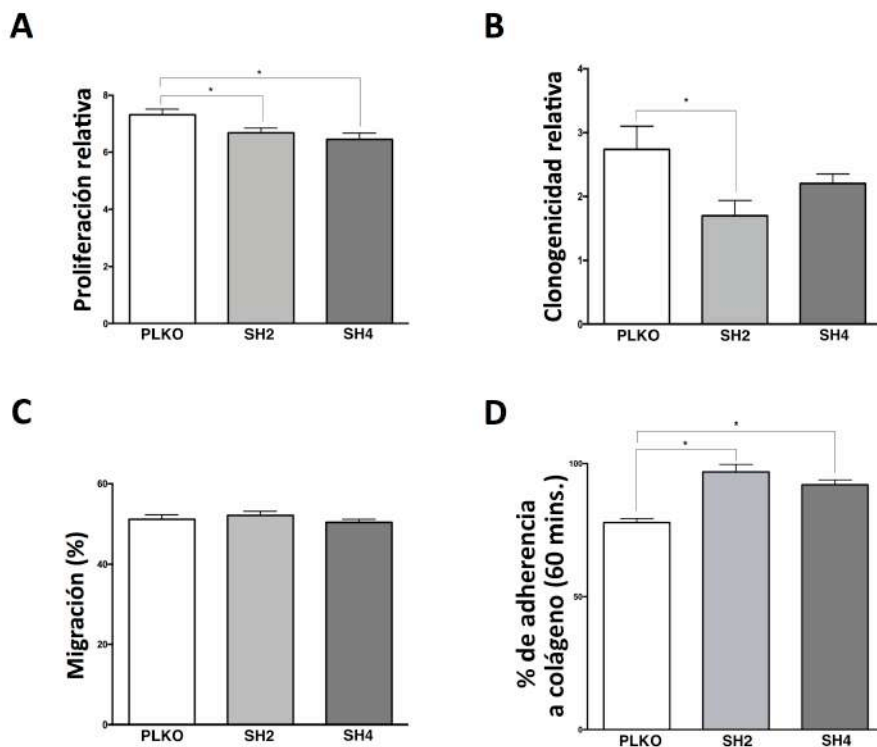 A
Proliferación relativa
8
6
4
2
0
*
*
PLKO SH2 SH4
B
Clonogenicidad relativa
4
3
2
1
0
*
PLKO SH2 SH4
C
Migración (%)
60
40
20
0
PLKO SH2 SH4
D
% de adherencia
a colágeno (60 mins.)
100
50
0
*
*
PLKO SH2 SH4